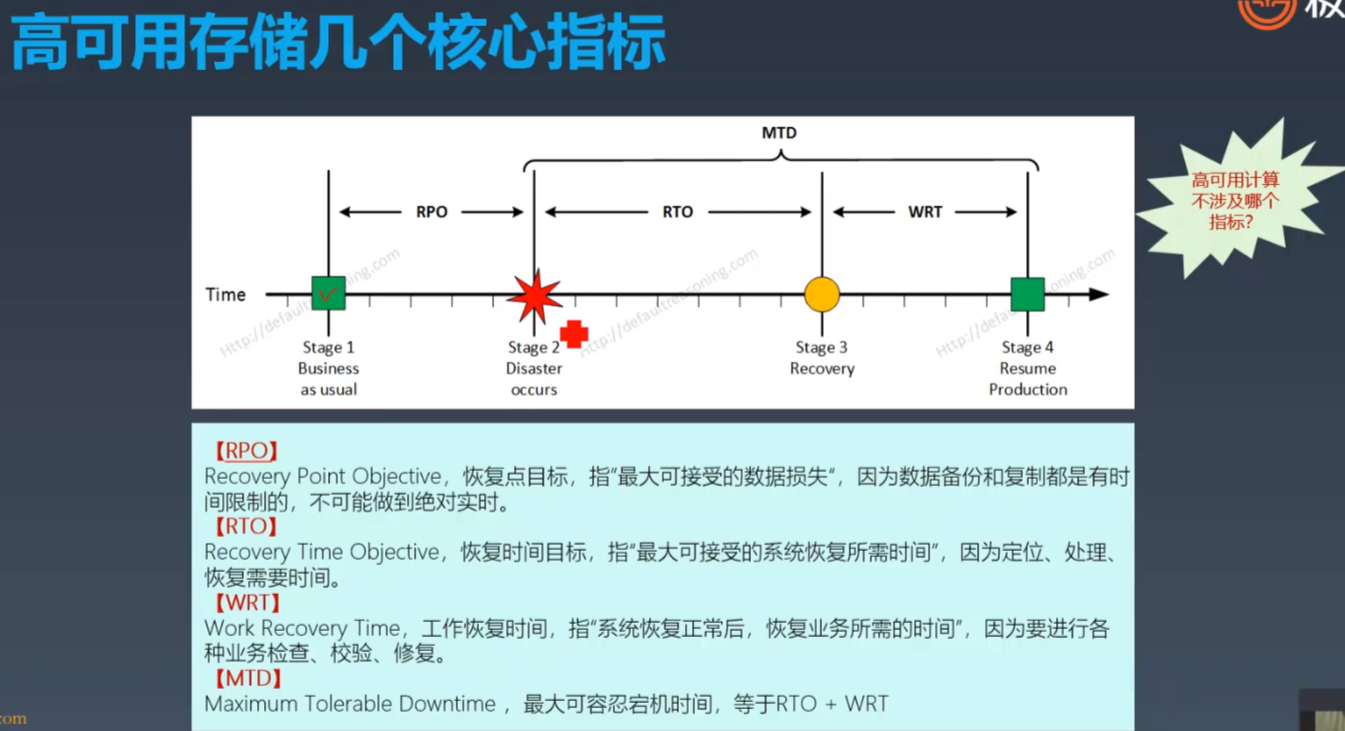 高可用存储几个核心指标
MTD
RPO
RTO
WRT
高可用计算
不涉及哪个
指标?
Time
Http://defaultreasoning.com
Stage 1
Business
as usual
Stage 2
Disaster
occurs
Stage 3
Recovery
Stage 4
Resume
Production
【RPO】
Recovery Point Objective，恢复点目标，指“最大可接受的数据损失“，因为数据备份和复制都是有时
间限制的，不可能做到绝对实时。
【RTO】
Recovery Time Objective，恢复时间目标，指“最大可接受的系统恢复所需时间”，因为定位、处理、
恢复需要时间。
【WRT】
Work Recovery Time，工作恢复时间，指“系统恢复正常后，恢复业务所需的时间”，因为要进行各
种业务检查、校验、修复。
【MTD】
Maximum Tolerable Downtime ，最大可容忍宕机时间，等于RTO + WRT
com